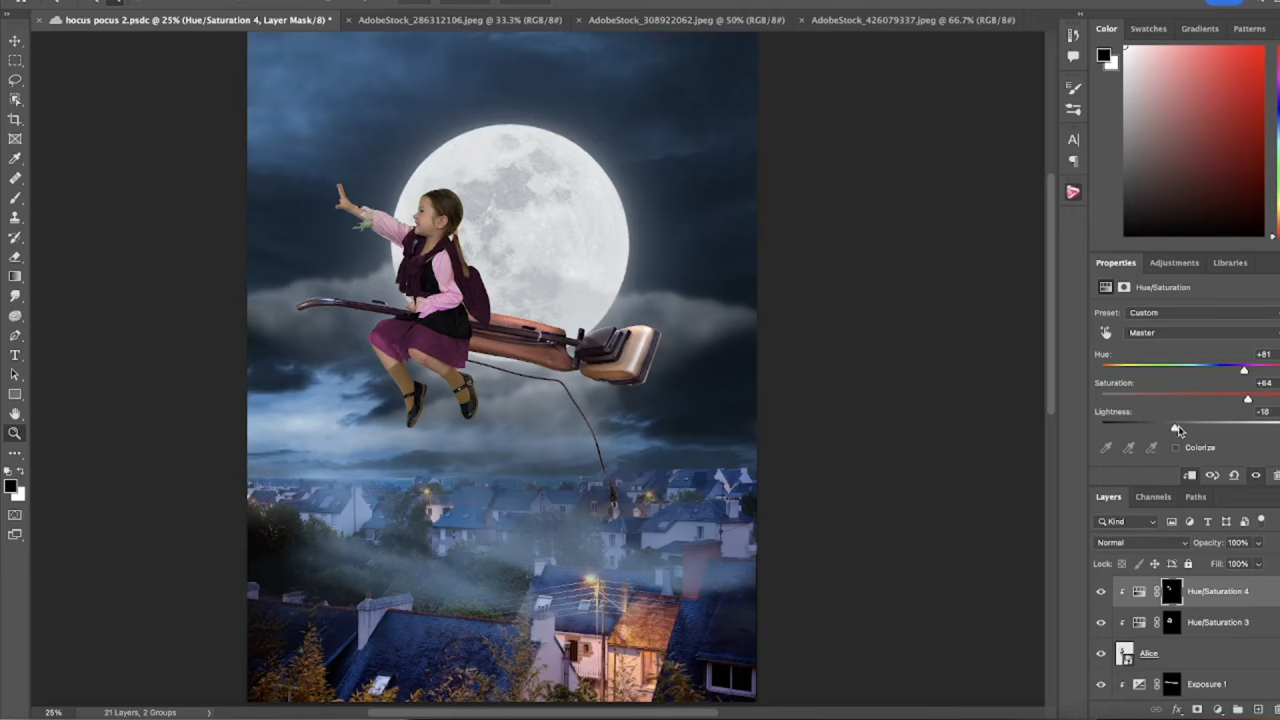 hocus pocus 2.psdc @ 25% (Hue/Saturation 4, Layer Mask/8) * AdobeStock_286312106.jpeg @ 33.3% (RGB/8#) AdobeStock_308922062.jpeg @ 50% (RGB/8#) AdobeStock_426079337.jpeg @ 66.7% (RGB/8#)
Color Swatches Gradients Patterns
Properties Adjustments Libraries
Hue/Saturation
Preset: Custom
Master
Hue: +81
Saturation: +64
Lightness: -18
Colorize
Layers Channels Paths
Kind
Normal Opacity: 100%
Lock: Fill: 100%
Hue/Saturation 4
Hue/Saturation 3
Alice
Exposure 1
25% 21 Layers, 2 Groups